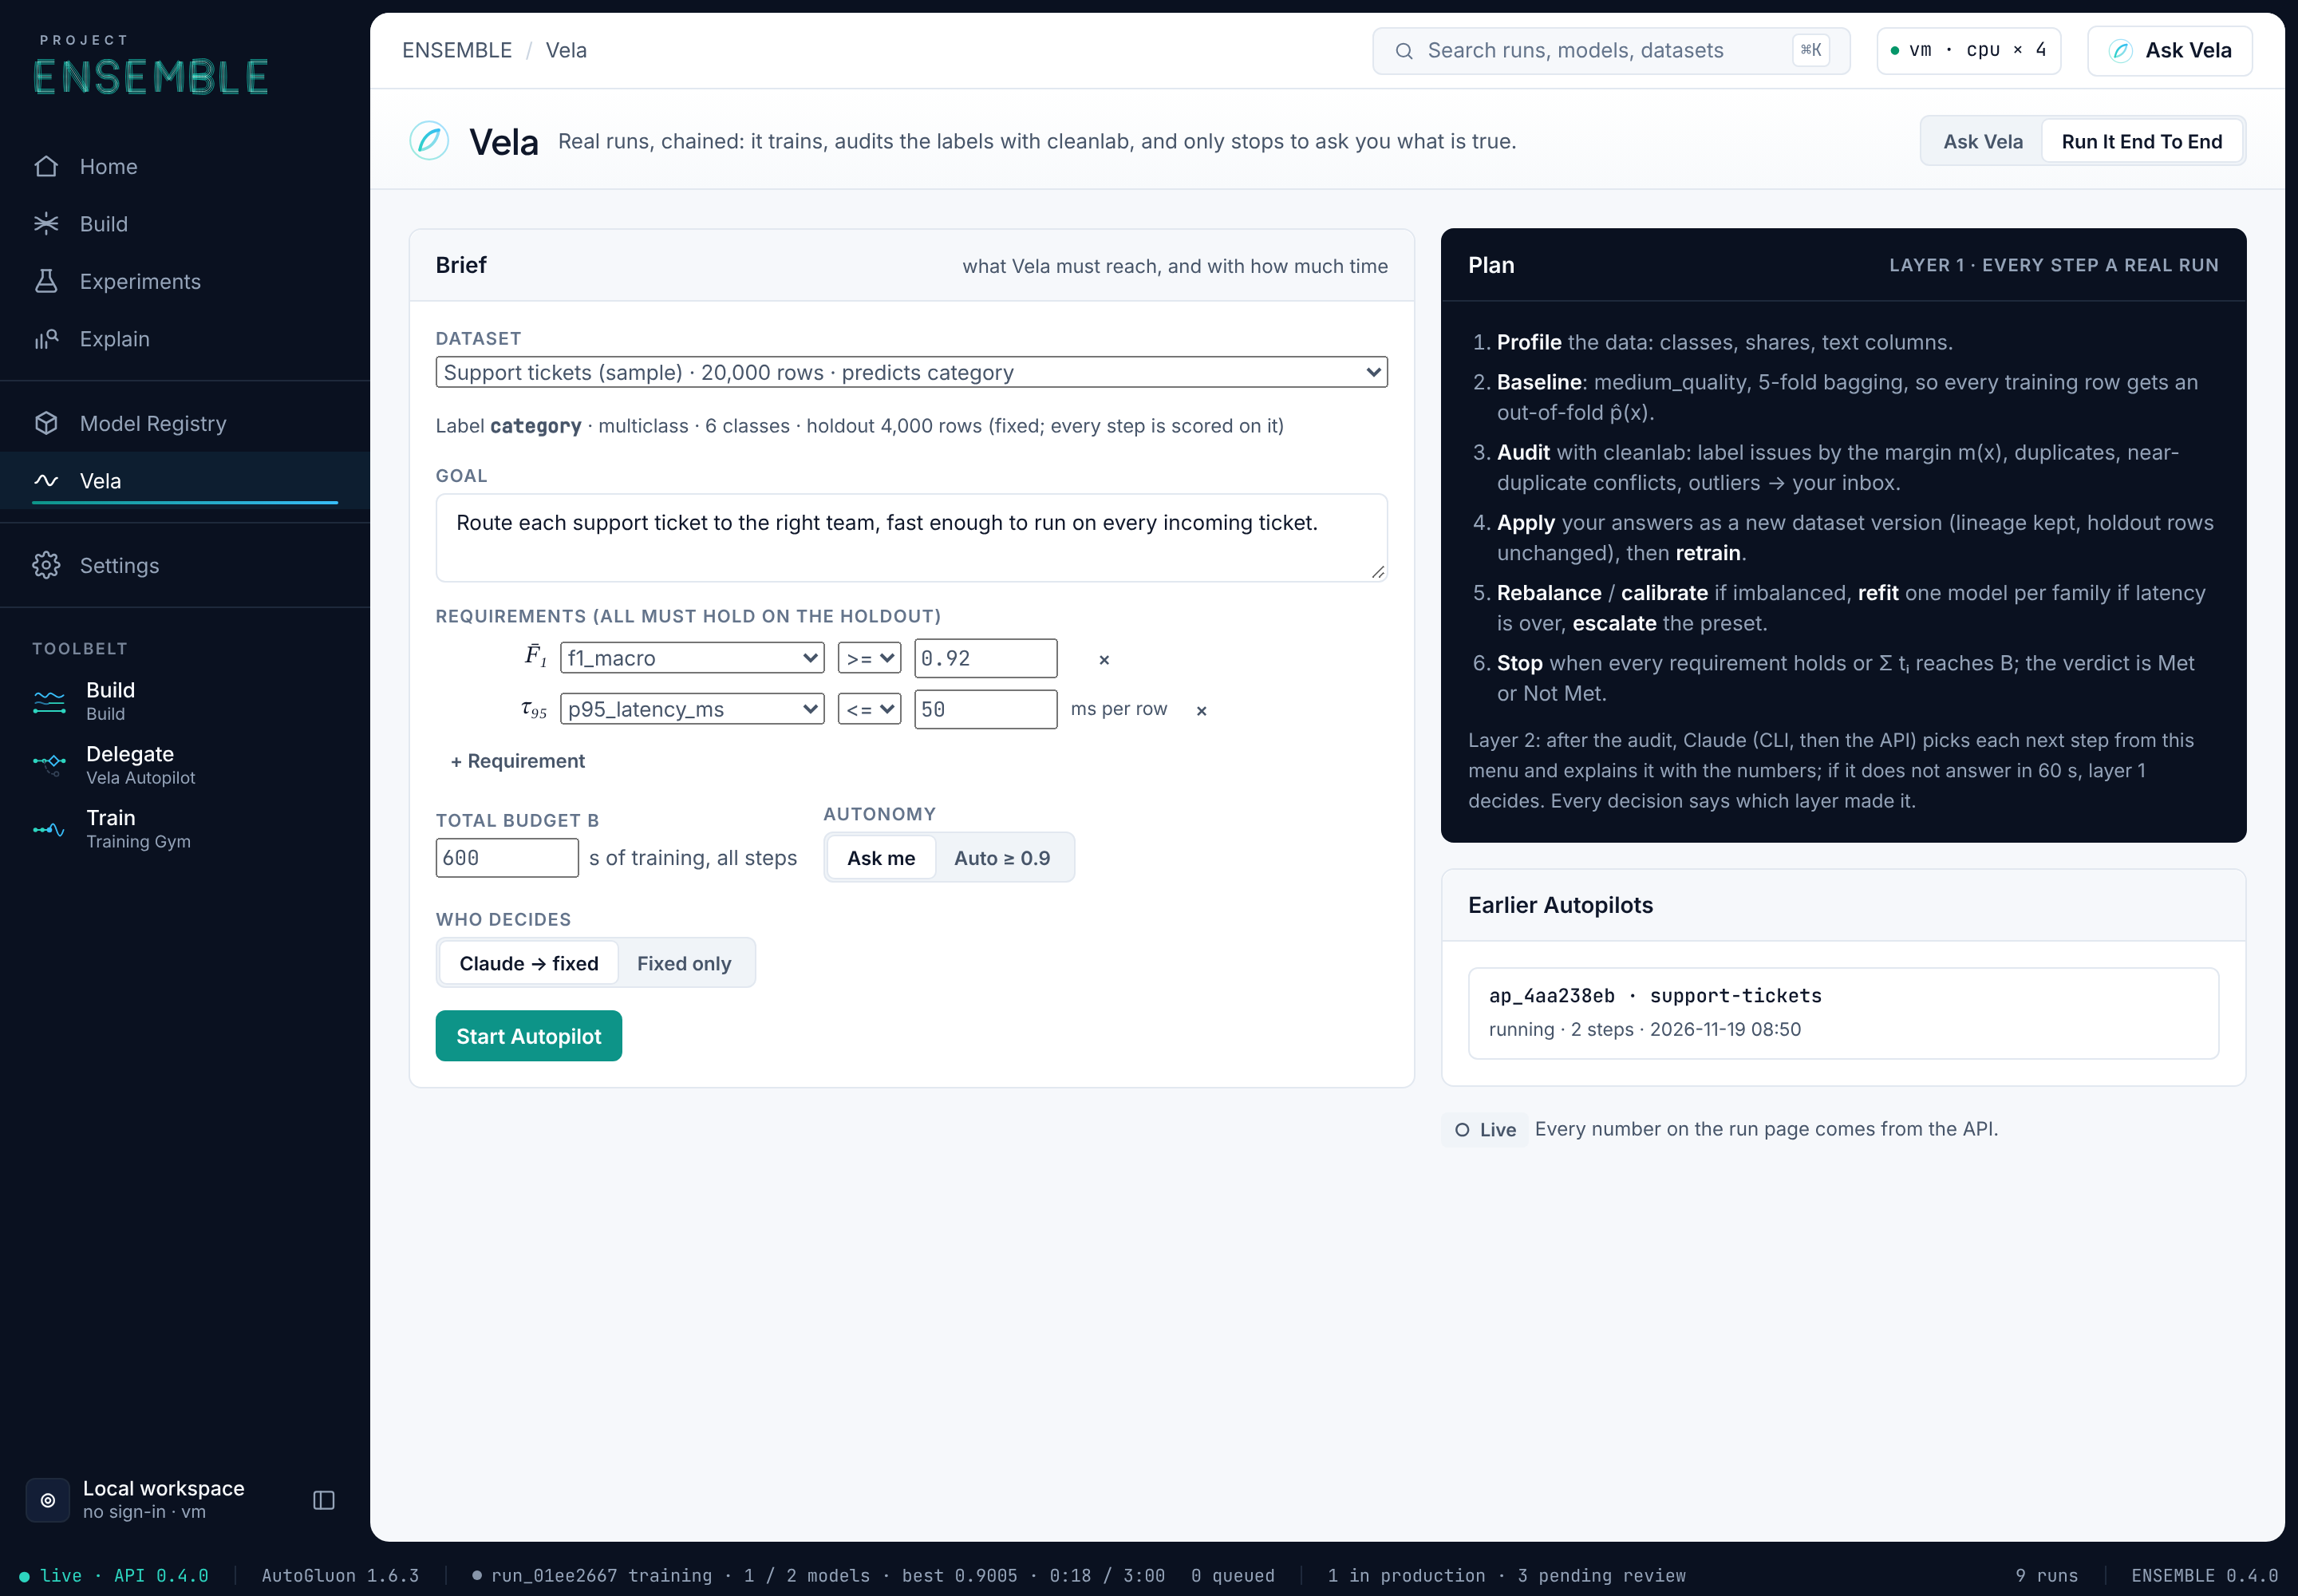 PROJECT
ENSEMBLE
Home
Build
Experiments
Explain
Model Registry
Vela
Settings
TOOLBELT
Build
Build
Delegate
Vela Autopilot
Train
Training Gym
Local workspace
no sign-in · vm
ENSEMBLE / Vela
Search runs, models, datasets ⌘K
vm · cpu × 4
Ask Vela
Vela Real runs, chained: it trains, audits the labels with cleanlab, and only stops to ask you what is true.
Ask Vela Run It End To End
Brief what Vela must reach, and with how much time
DATASET
Support tickets (sample) · 20,000 rows · predicts category
Label category · multiclass · 6 classes · holdout 4,000 rows (fixed; every step is scored on it)
GOAL
Route each support ticket to the right team, fast enough to run on every incoming ticket.
REQUIREMENTS (ALL MUST HOLD ON THE HOLDOUT)
F̄₁ f1_macro >= 0.92 ×
τ₉₅ p95_latency_ms <= 50 ms per row ×
+ Requirement
TOTAL BUDGET B
600 s of training, all steps
AUTONOMY
Ask me Auto ≥ 0.9
WHO DECIDES
Claude → fixed Fixed only
Start Autopilot
Plan LAYER 1 · EVERY STEP A REAL RUN
1. Profile the data: classes, shares, text columns.
2. Baseline: medium_quality, 5-fold bagging, so every training row gets an
out-of-fold p̂(x).
3. Audit with cleanlab: label issues by the margin m(x), duplicates, near-
duplicate conflicts, outliers → your inbox.
4. Apply your answers as a new dataset version (lineage kept, holdout rows
unchanged), then retrain.
5. Rebalance / calibrate if imbalanced, refit one model per family if latency
is over, escalate the preset.
6. Stop when every requirement holds or Σ tᵢ reaches B; the verdict is Met
or Not Met.
Layer 2: after the audit, Claude (CLI, then the API) picks each next step from this
menu and explains it with the numbers; if it does not answer in 60 s, layer 1
decides. Every decision says which layer made it.
Earlier Autopilots
ap_4aa238eb · support-tickets
running · 2 steps · 2026-11-19 08:50
Live Every number on the run page comes from the API.
live · API 0.4.0 AutoGluon 1.6.3 run_01ee2667 training · 1 / 2 models · best 0.9005 · 0:18 / 3:00 0 queued 1 in production · 3 pending review 9 runs ENSEMBLE 0.4.0